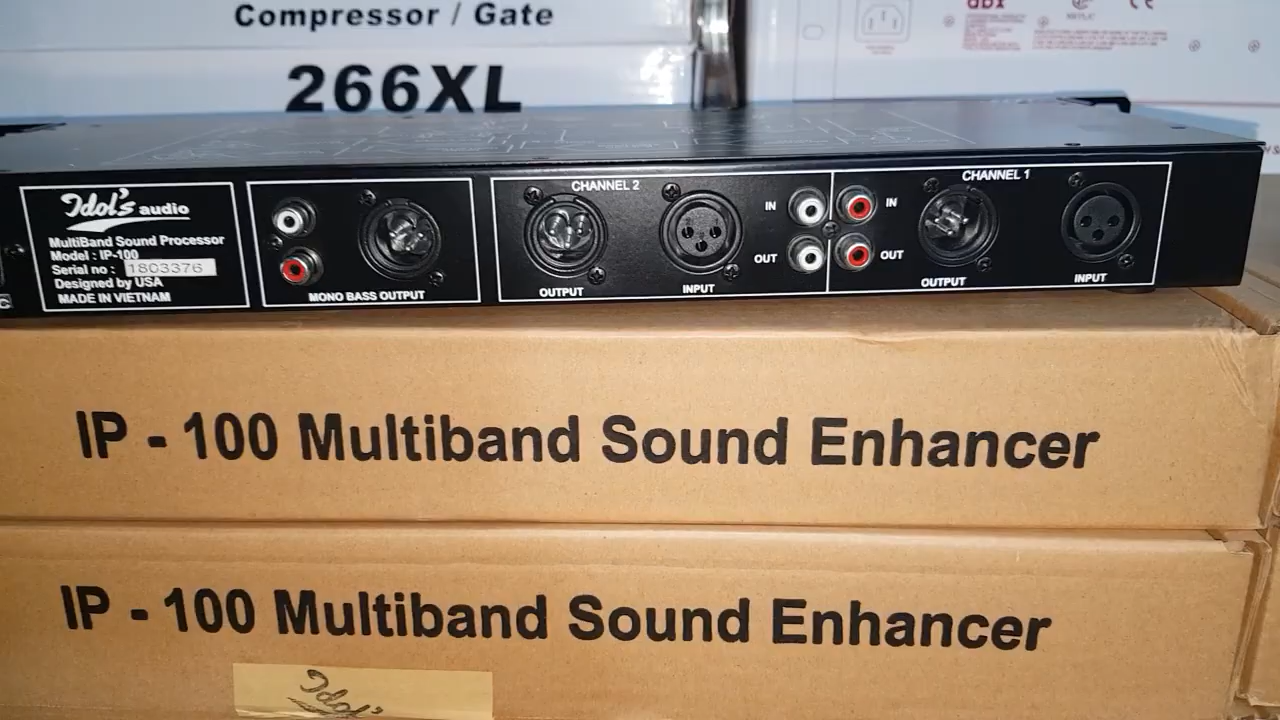 Compressor / Gate
266XL
dbx
Idol's audio
MultiBand Sound Processor
Model : IP-100
Serial no : 1803376
Designed by USA
MADE IN VIETNAM
MONO BASS OUTPUT
CHANNEL 2
OUTPUT
INPUT
IN
OUT
CHANNEL 1
IN
OUT
OUTPUT
INPUT
IP - 100 Multiband Sound Enhancer
IP - 100 Multiband Sound Enhancer
Idol's